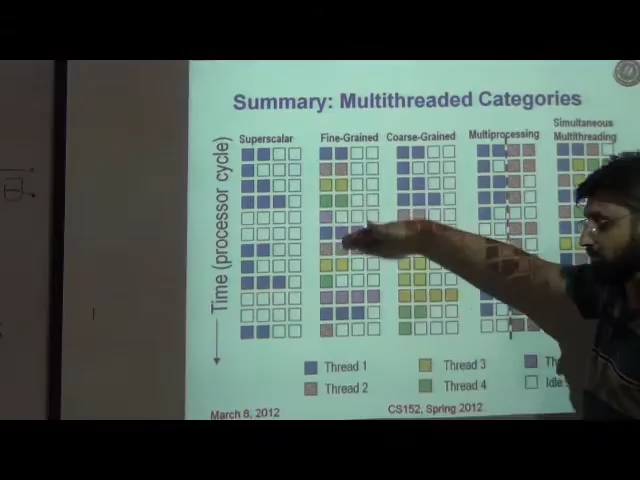 Summary: Multithreaded Categories
Time (processor cycle)
Superscalar
Fine-Grained
Coarse-Grained
Multiprocessing
Simultaneous
Multithreading
Thread 1
Thread 2
Thread 3
Thread 4
Idle
March 8, 2012
CS152, Spring 2012